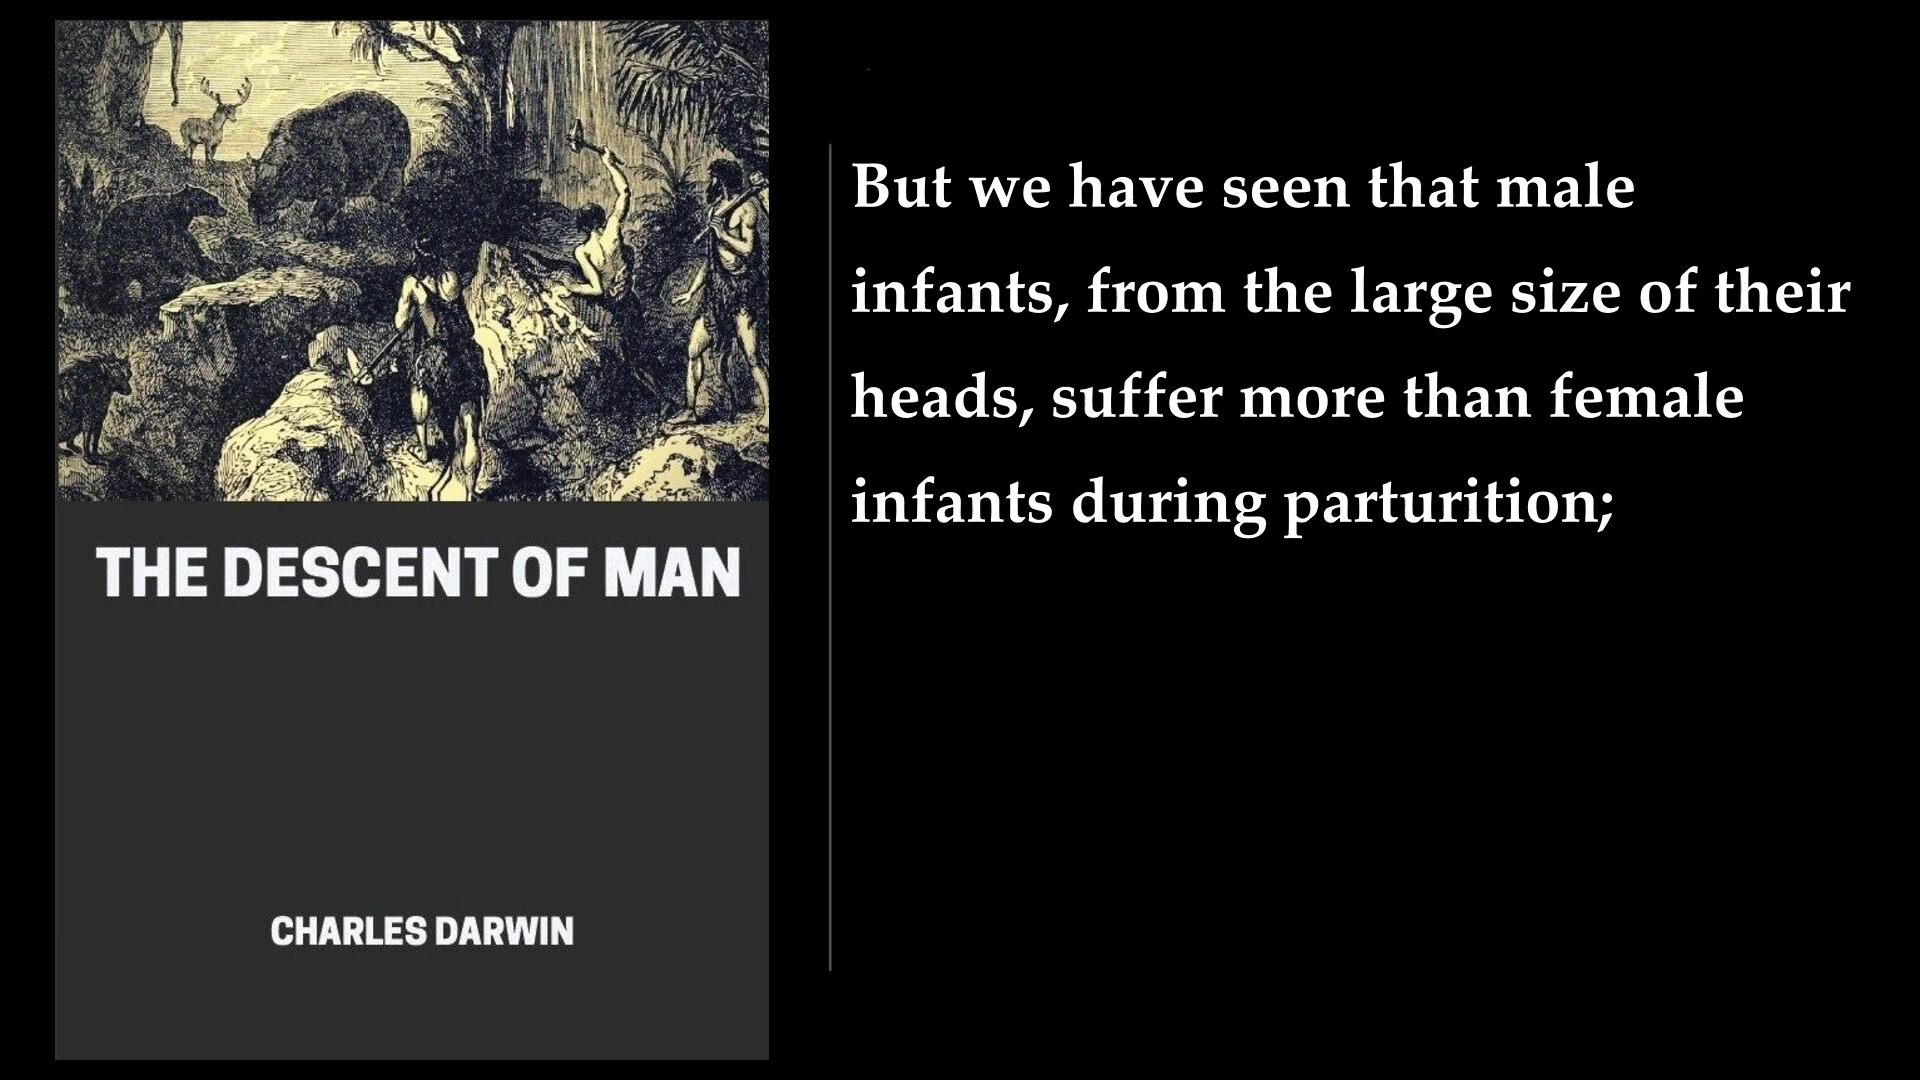 THE DESCENT OF MAN
CHARLES DARWIN
But we have seen that male
infants, from the large size of their
heads, suffer more than female
infants during parturition;